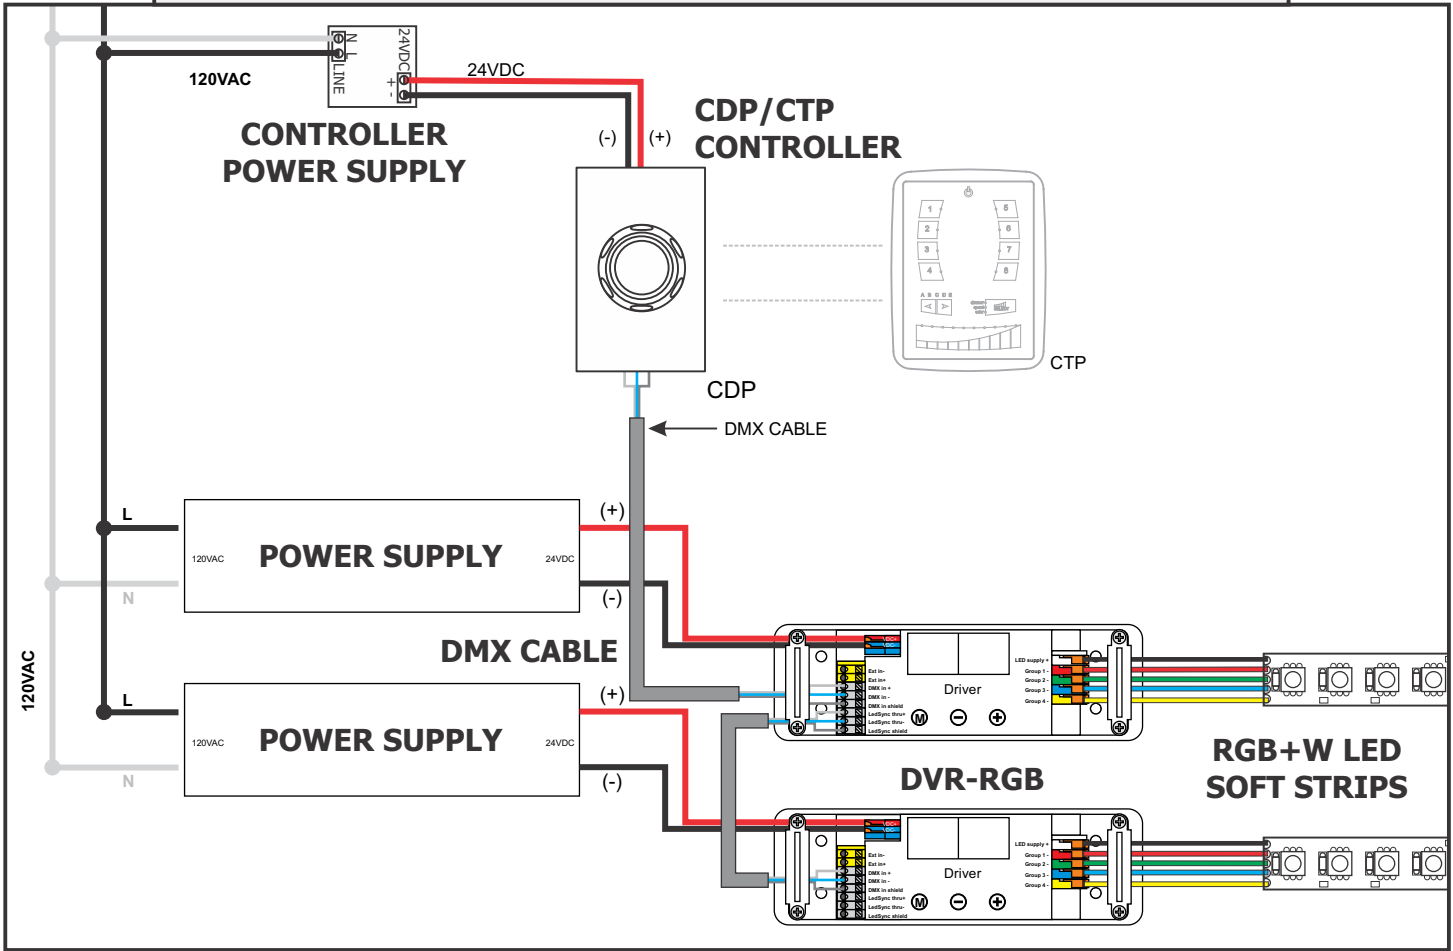 N
L
LINE
24VDC
+
-
120VAC
24VDC
CONTROLLER
POWER SUPPLY
(-)
(+)
CDP/CTP
CONTROLLER
1
2
3
4
5
6
7
8
A B C D E
CTP
CDP
DMX CABLE
L
N
120VAC
POWER SUPPLY
24VDC
(+)
(-)
DMX CABLE
120VAC
L
N
120VAC
POWER SUPPLY
24VDC
(+)
(-)
Ext in-
Ext in+
DMX in +
DMX in -
DMX in shield
LedSync thru+
LedSync thru-
LedSync shield
Driver
M
LED supply +
Group 1 -
Group 2 -
Group 3 -
Group 4 -
DVR-RGB
RGB+W LED
SOFT STRIPS
Ext in-
Ext in+
DMX in +
DMX in -
DMX in shield
LedSync thru+
LedSync thru-
LedSync shield
Driver
M
LED supply +
Group 1 -
Group 2 -
Group 3 -
Group 4 -